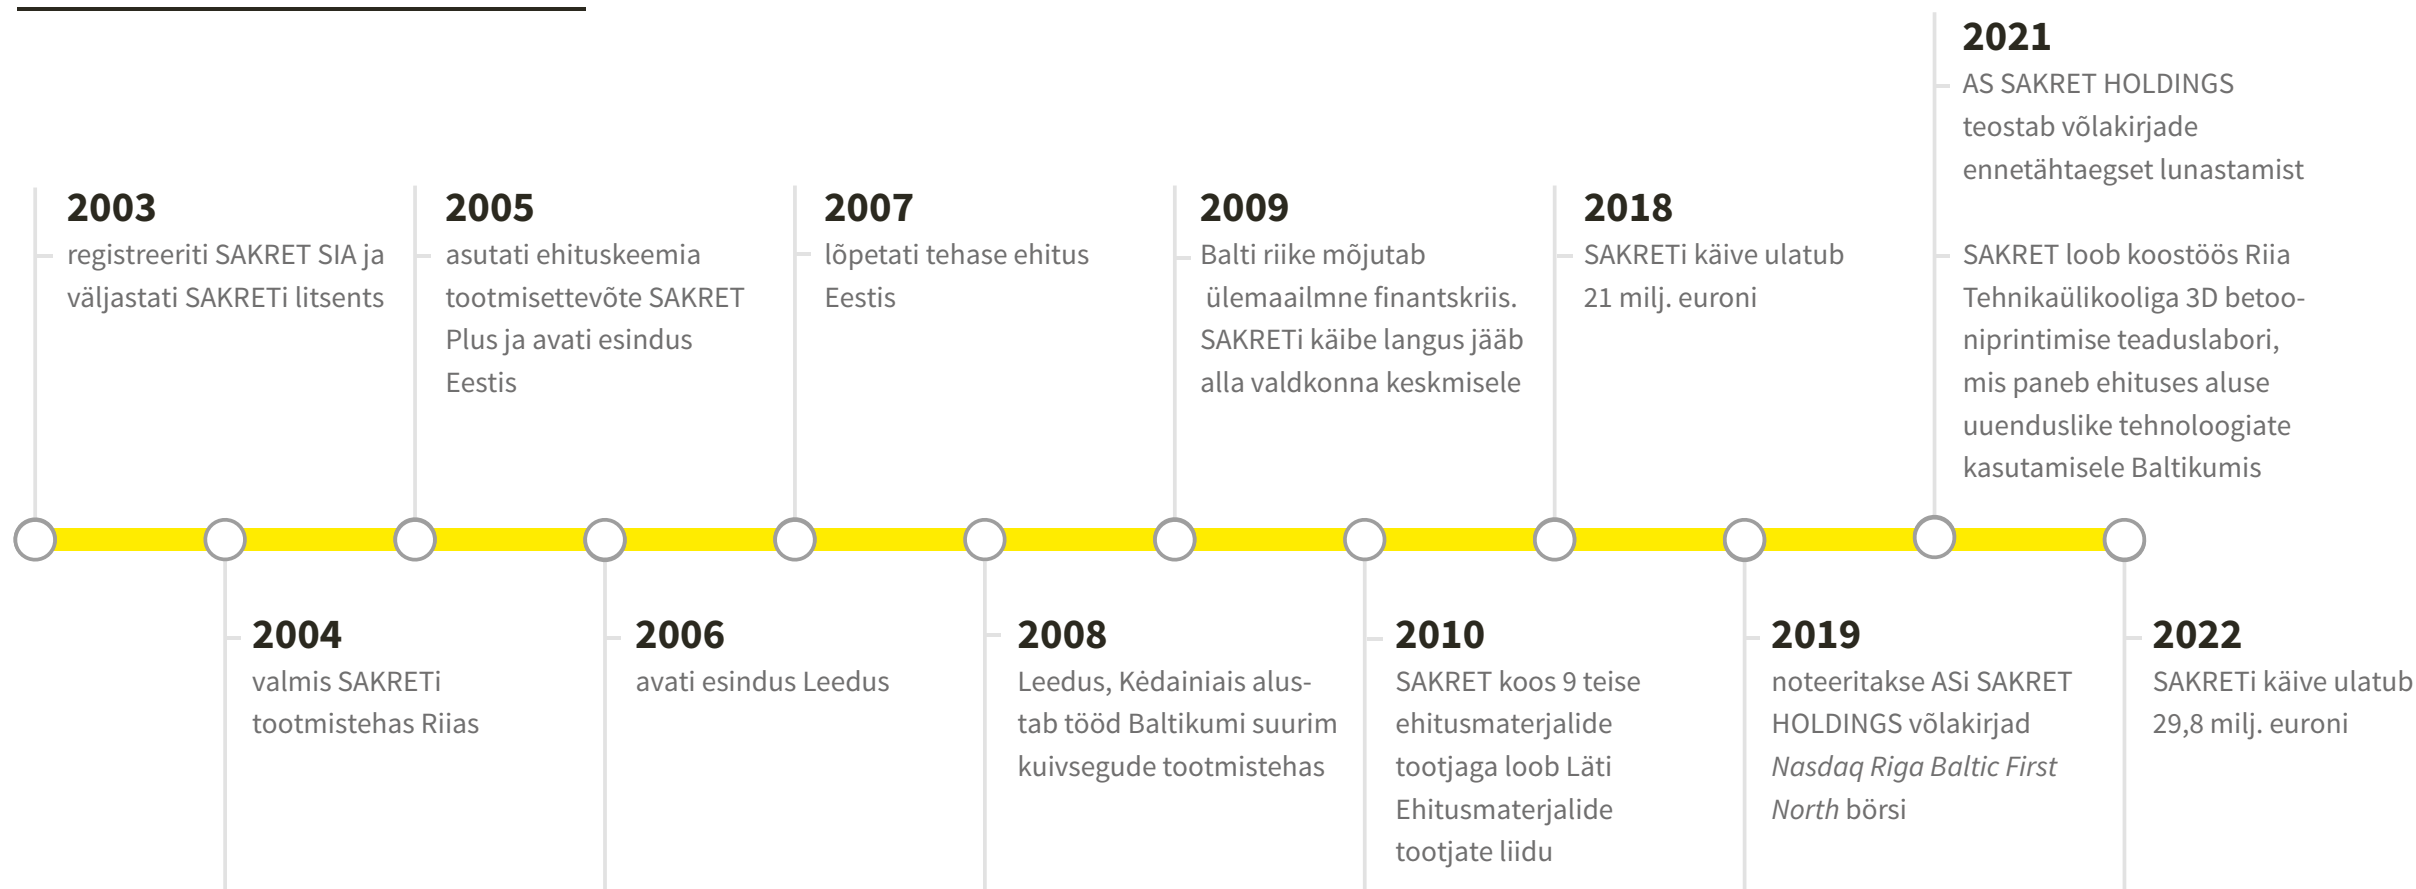 2003
registreeriti SAKRET SIA ja
väljastati SAKRETi litsents
2004
valmis SAKRETi
tootmistehas Riias
2005
asutati ehituskeemia
tootmisettevõte SAKRET
Plus ja avati esindus
Eestis
2006
avati esindus Leedus
2007
lõpetati tehase ehitus
Eestis
2008
Leedus, Kėdainiais alus-
tab tööd Baltikumi suurim
kuivsegude tootmistehas
2009
Balti riike mõjutab
ülemaailmne finantskriis.
SAKRETi käibe langus jääb
alla valdkonna keskmisele
2010
SAKRET koos 9 teise
ehitusmaterjalide
tootjaga loob Läti
Ehitusmaterjalide
tootjate liidu
2018
SAKRETi käive ulatub
21 milj. euroni
2019
noteeritakse ASi SAKRET
HOLDINGS võlakirjad
Nasdaq Riga Baltic First
North börsi
2021
AS SAKRET HOLDINGS
teostab võlakirjade
ennetähtaegset lunastamist
SAKRET loob koostöös Riia
Tehnikaülikooliga 3D betoo-
niprintimise teaduslabori,
mis paneb ehituses aluse
uuenduslike tehnoloogiate
kasutamisele Baltikumis
2022
SAKRETi käive ulatub
29,8 milj. euroni